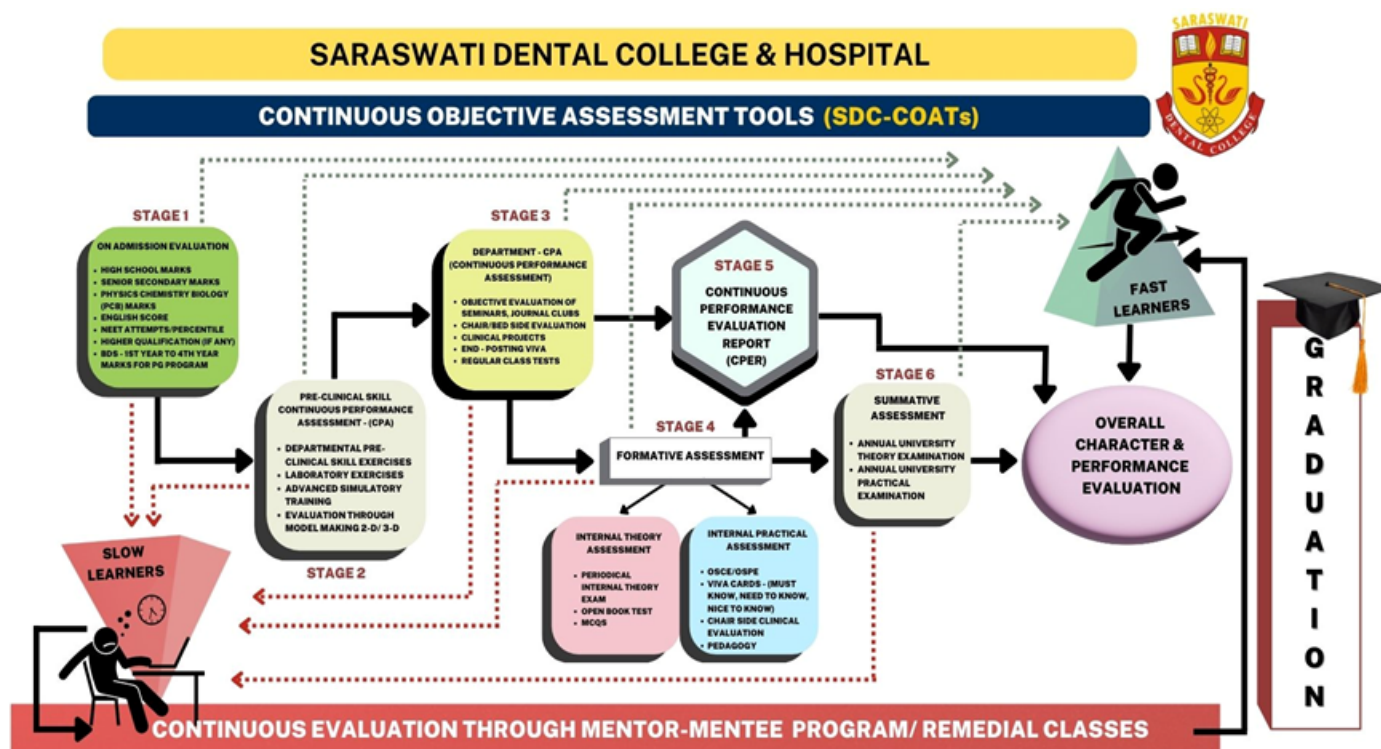 SARASWATI DENTAL COLLEGE & HOSPITAL
SARASWATI
DENTAL COLLEGE
CONTINUOUS OBJECTIVE ASSESSMENT TOOLS (SDC-COATs)
STAGE 1
ON ADMISSION EVALUATION
• HIGH SCHOOL MARKS
• SENIOR SECONDARY MARKS
• PHYSICS CHEMISTRY BIOLOGY
(PCB) MARKS
• ENGLISH SCORE
• NEET ATTEMPTS/PERCENTILE
• HIGHER QUALIFICATION (IF ANY)
• BDS - 1ST YEAR TO 4TH YEAR
MARKS FOR PG PROGRAM
PRE-CLINICAL SKILL
CONTINUOUS PERFORMANCE
ASSESSMENT - (CPA)
• DEPARTMENTAL PRE-
CLINICAL SKILL EXERCISES
• LABORATORY EXERCISES
• ADVANCED SIMULATORY
TRAINING
• EVALUATION THROUGH
MODEL MAKING 2-D/ 3-D
STAGE 2
STAGE 3
DEPARTMENT - CPA
(CONTINUOUS PERFORMANCE
ASSESSMENT)
• OBJECTIVE EVALUATION OF
SEMINARS, JOURNAL CLUBS
• CHAIR/BED SIDE EVALUATION
• CLINICAL PROJECTS
• END - POSTING VIVA
• REGULAR CLASS TESTS
STAGE 5
CONTINUOUS
PERFORMANCE
EVALUATION
REPORT
(CPER)
STAGE 4
FORMATIVE ASSESSMENT
INTERNAL THEORY
ASSESSMENT
• PERIODICAL
INTERNAL THEORY
EXAM
• OPEN BOOK TEST
• MCQS
INTERNAL PRACTICAL
ASSESSMENT
• OSCE/OSPE
• VIVA CARDS - (MUST
KNOW, NEED TO KNOW,
NICE TO KNOW)
• CHAIR SIDE CLINICAL
EVALUATION
• PEDAGOGY
STAGE 6
SUMMATIVE
ASSESSMENT
• ANNUAL UNIVERSITY
THEORY EXAMINATION
• ANNUAL UNIVERSITY
PRACTICAL
EXAMINATION
FAST
LEARNERS
OVERALL
CHARACTER &
PERFORMANCE
EVALUATION
SLOW
LEARNERS
GRADUATION
CONTINUOUS EVALUATION THROUGH MENTOR-MENTEE PROGRAM/ REMEDIAL CLASSES